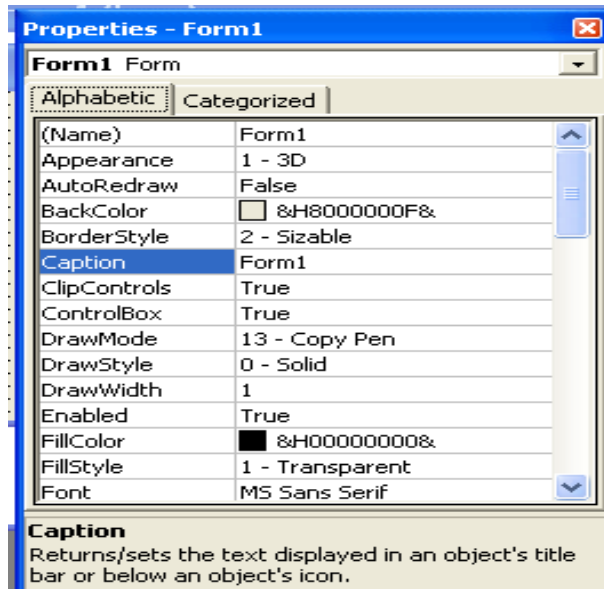 Properties - Form1
Form1 Form
Alphabetic Categorized
(Name) Form1
Appearance 1 - 3D
AutoRedraw False
BackColor &H8000000F&
BorderStyle 2 - Sizable
Caption Form1
ClipControls True
ControlBox True
DrawMode 13 - Copy Pen
DrawStyle 0 - Solid
DrawWidth 1
Enabled True
FillColor &H00000000&
FillStyle 1 - Transparent
Font MS Sans Serif
Caption
Returns/sets the text displayed in an object's title
bar or below an object's icon.